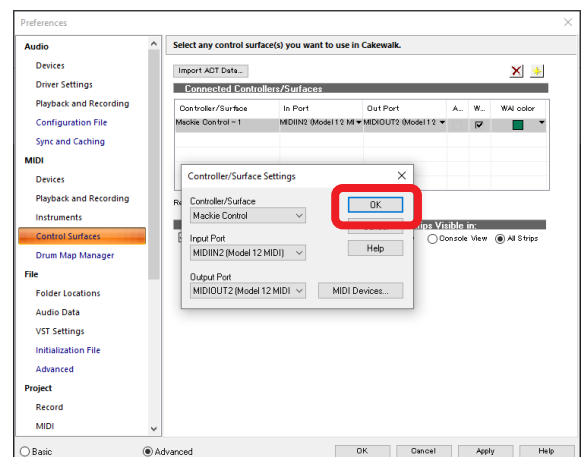 Preferences
Audio
Devices
Driver Settings
Playback and Recording
Configuration File
Sync and Caching
MIDI
Devices
Playback and Recording
Instruments
Control Surfaces
Drum Map Manager
File
Folder Locations
Audio Data
VST Settings
Initialization File
Advanced
Project
Record
MIDI
Basic
Advanced
Select any control surface(s) you want to use in Cakewalk.
Import ACT Data...
Connected Controllers/Surfaces
Controller/Surface In Port Out Port A... W... WAI color
Mackie Control - 1 MIDIIN2 (Model 12 MI MIDIOUT2 (Model 12
Controller/Surface Settings
Controller/Surface
Mackie Control
OK
Input Port
MIDIIN2 (Model 12 MIDI)
Help
Output Port
MIDIOUT2 (Model 12 MIDI
MIDI Devices...
Visible in:
Console View All Strips
OK Cancel Apply Help